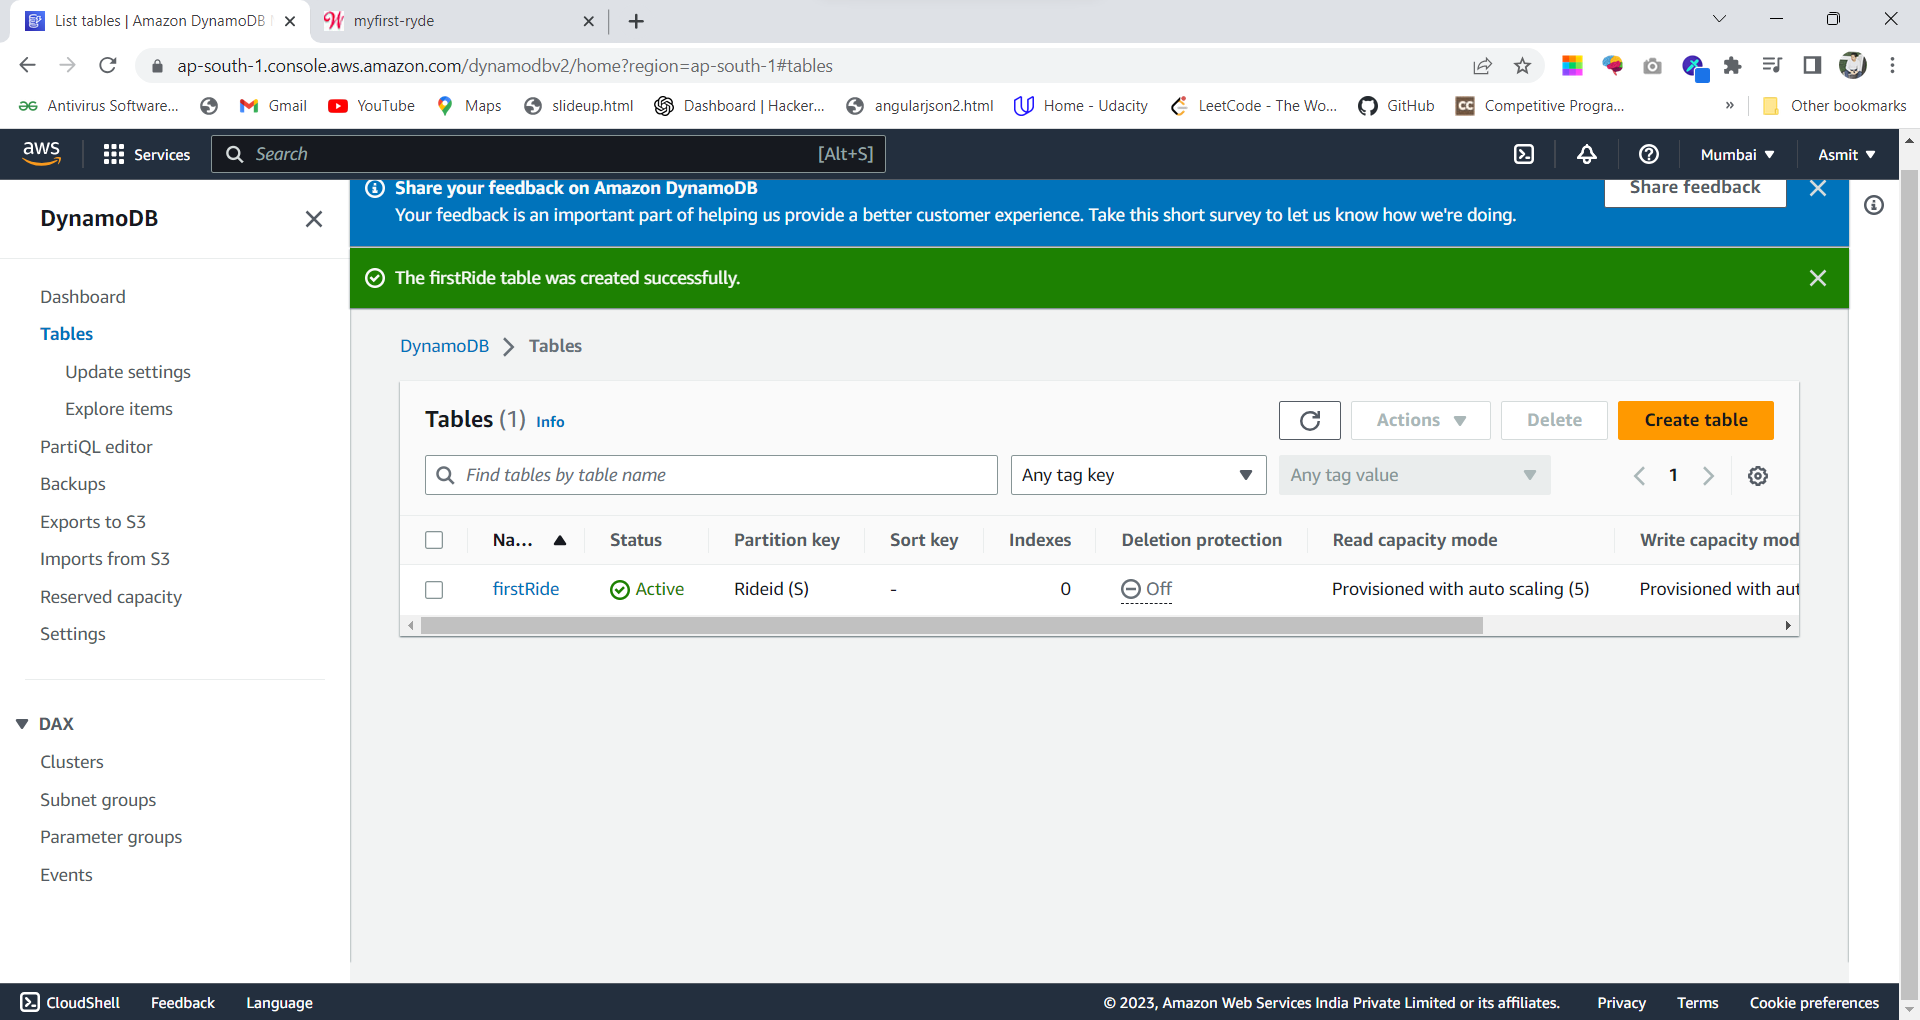 List tables | Amazon DynamoDB
myfirst-ryde
ap-south-1.console.aws.amazon.com/dynamodbv2/home?region=ap-south-1#tables
Antivirus Software...
Gmail
YouTube
Maps
slideup.html
Dashboard | Hacker...
angularjson2.html
Home - Udacity
LeetCode - The Wo...
GitHub
CC
Competitive Progra...
»
Other bookmarks
aws
Services
Search
[Alt+S]
Mumbai
Asmit
DynamoDB
Share your feedback on Amazon DynamoDB
Your feedback is an important part of helping us provide a better customer experience. Take this short survey to let us know how we're doing.
Share feedback
The firstRide table was created successfully.
Dashboard
Tables
Update settings
Explore items
PartiQL editor
Backups
Exports to S3
Imports from S3
Reserved capacity
Settings
DAX
Clusters
Subnet groups
Parameter groups
Events
DynamoDB
Tables
Tables (1) Info
Actions
Delete
Create table
Find tables by table name
Any tag key
Any tag value
1
Na... Status Partition key Sort key Indexes Deletion protection Read capacity mode Write capacity mod
firstRide Active Rideid (S) - 0 Off Provisioned with auto scaling (5) Provisioned with aut
CloudShell
Feedback
Language
© 2023, Amazon Web Services India Private Limited or its affiliates.
Privacy
Terms
Cookie preferences